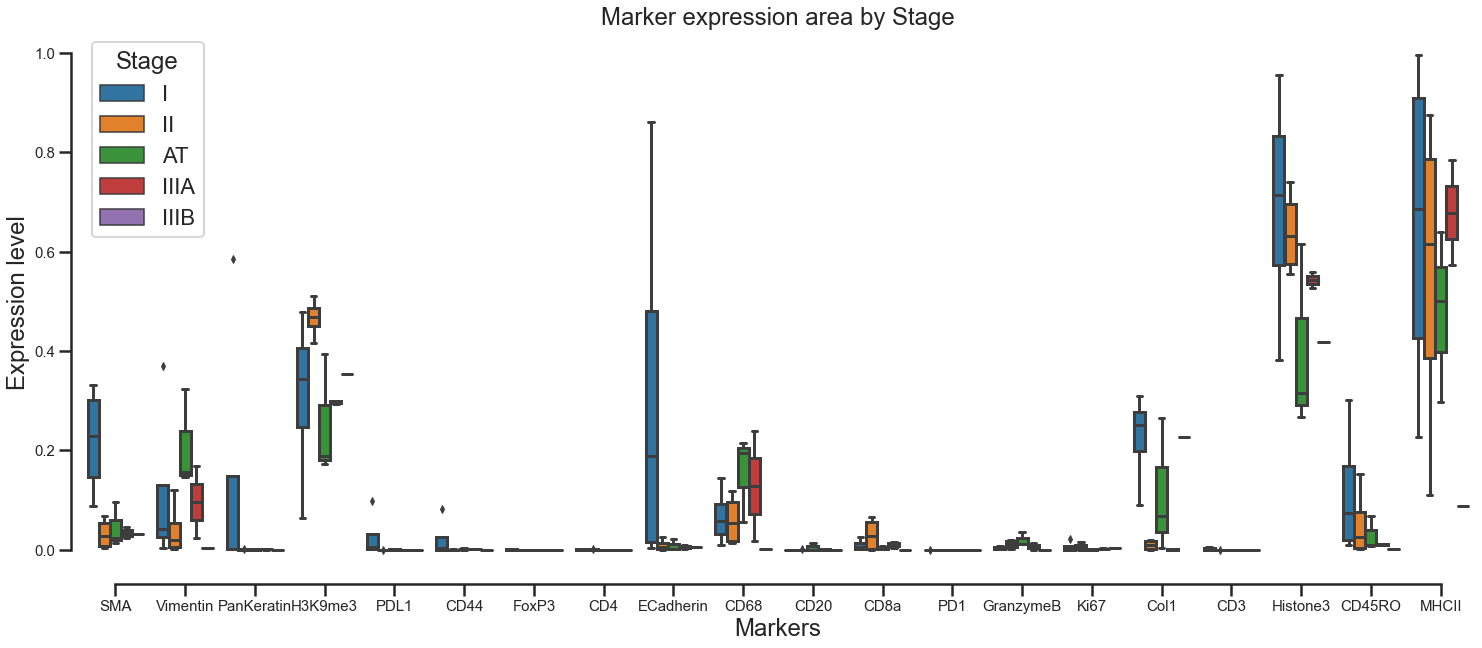 Marker expression area by Stage
Stage
I
II
AT
IIIA
IIIB
Expression level
1.0
0.8
0.6
0.4
0.2
0.0
SMA Vimentin PanKeratin H3K9me3 PDL1 CD44 FoxP3 CD4 ECadherin CD68 CD20 CD8a PD1 GranzymeB Ki67 Col1 CD3 Histone3 CD45RO MHCII
Markers